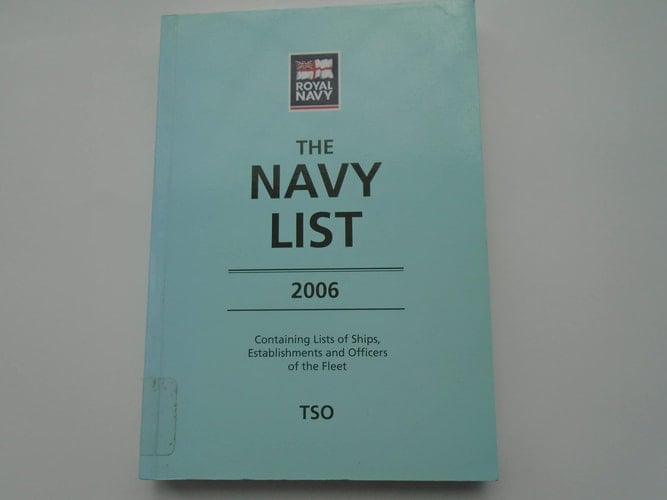 ROYAL
NAVY
THE
NAVY
LIST
2006
Containing Lists of Ships,
Establishments and Officers
of the Fleet
TSO